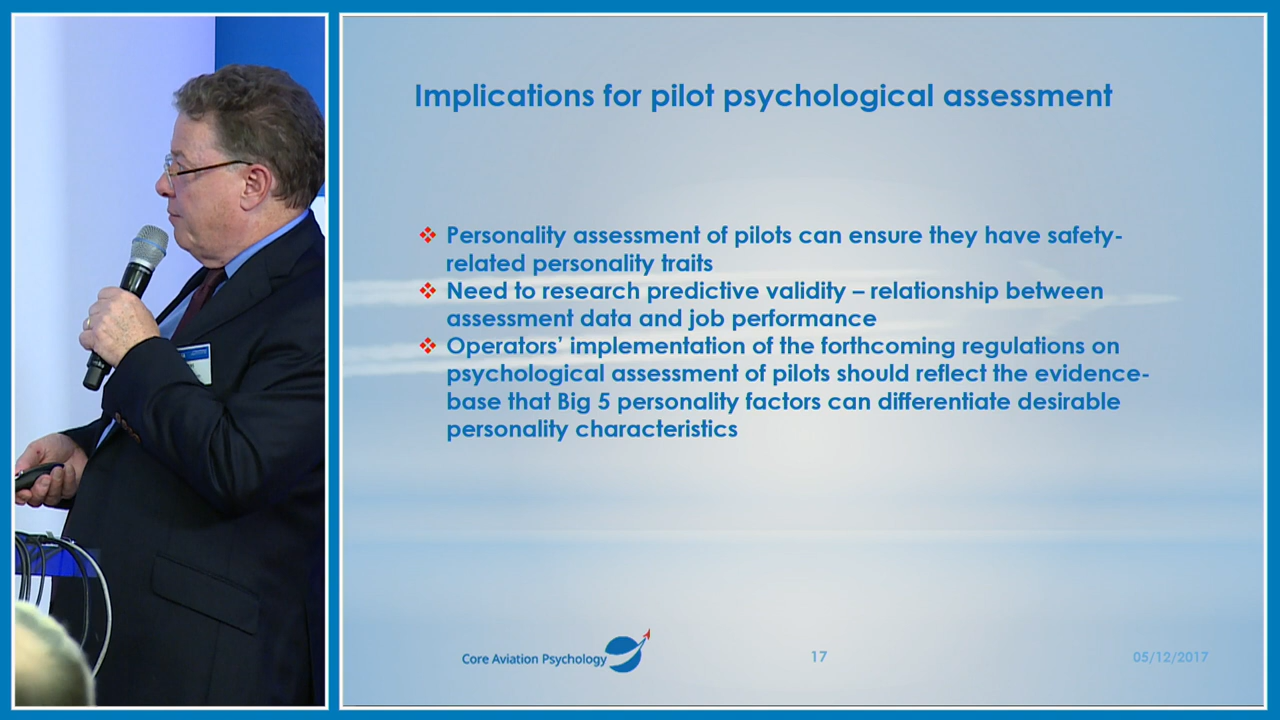 Implications for pilot psychological assessment
❖ Personality assessment of pilots can ensure they have safety-
related personality traits
❖ Need to research predictive validity – relationship between
assessment data and job performance
❖ Operators’ implementation of the forthcoming regulations on
psychological assessment of pilots should reflect the evidence-
base that Big 5 personality factors can differentiate desirable
personality characteristics
Core Aviation Psychology
17
05/12/2017